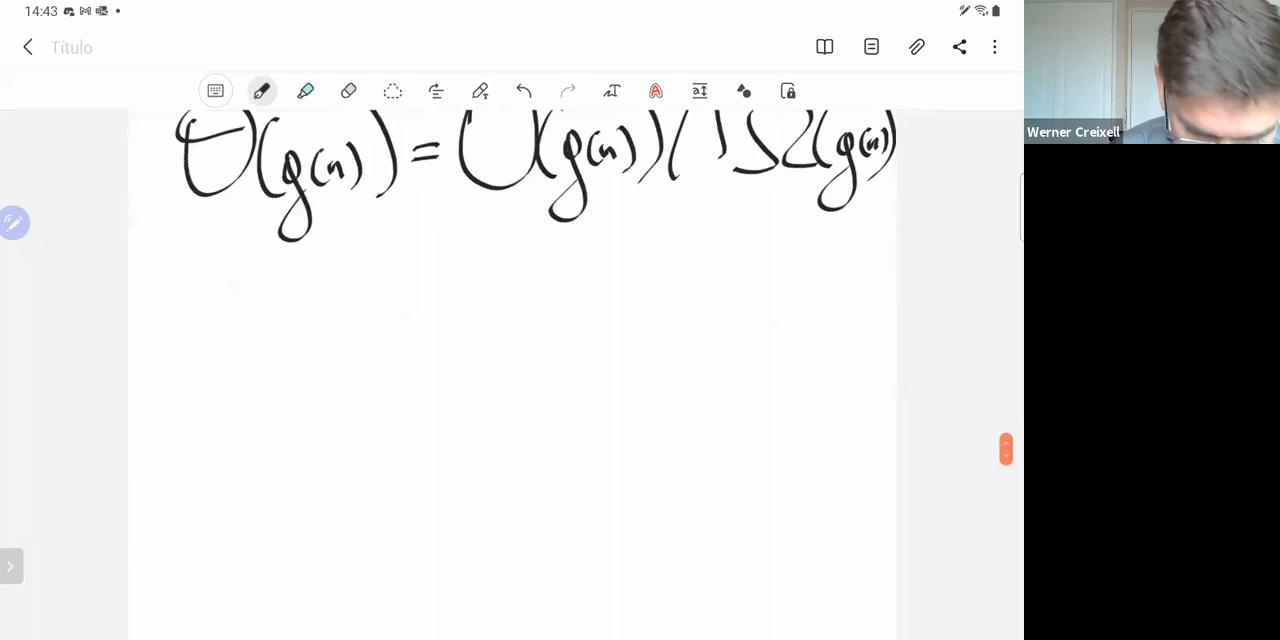 14:43
Título
Werner Creixell
Θ(g(n)) = O(g(n)) ∩ Ω(g(n))